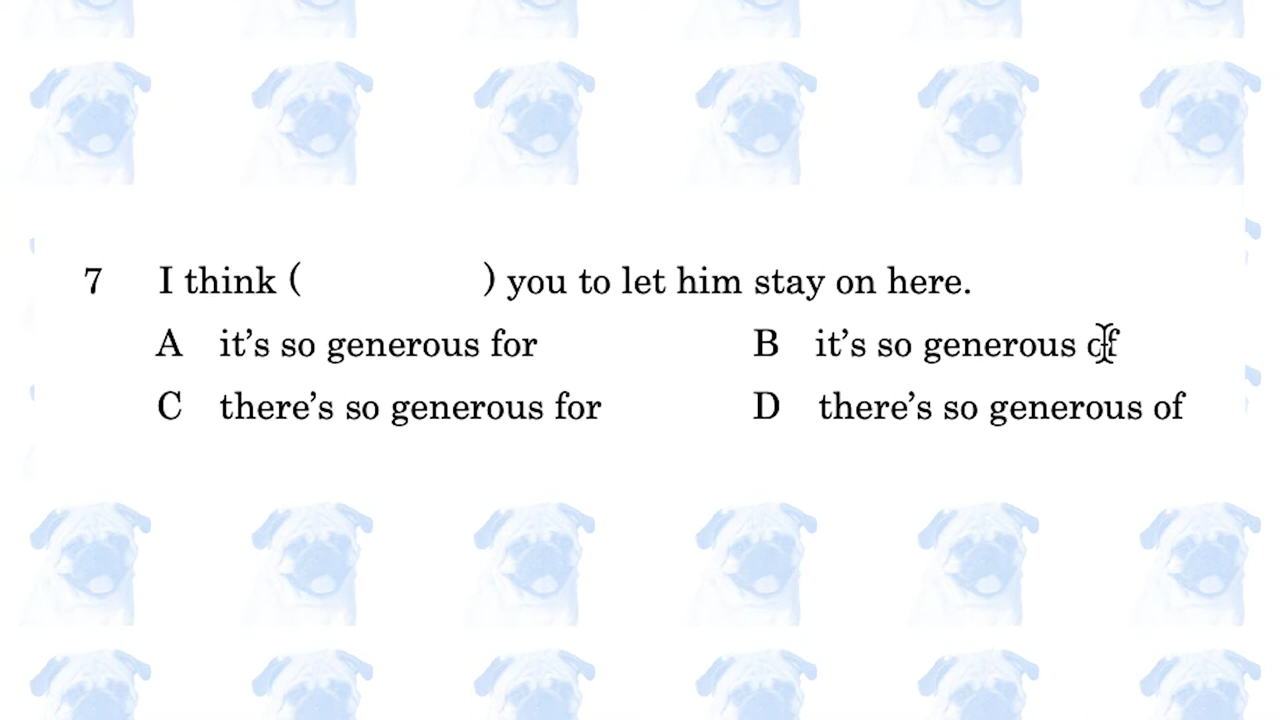 7 I think ( ) you to let him stay on here.
A it’s so generous for B it’s so generous of
C there’s so generous for D there’s so generous of